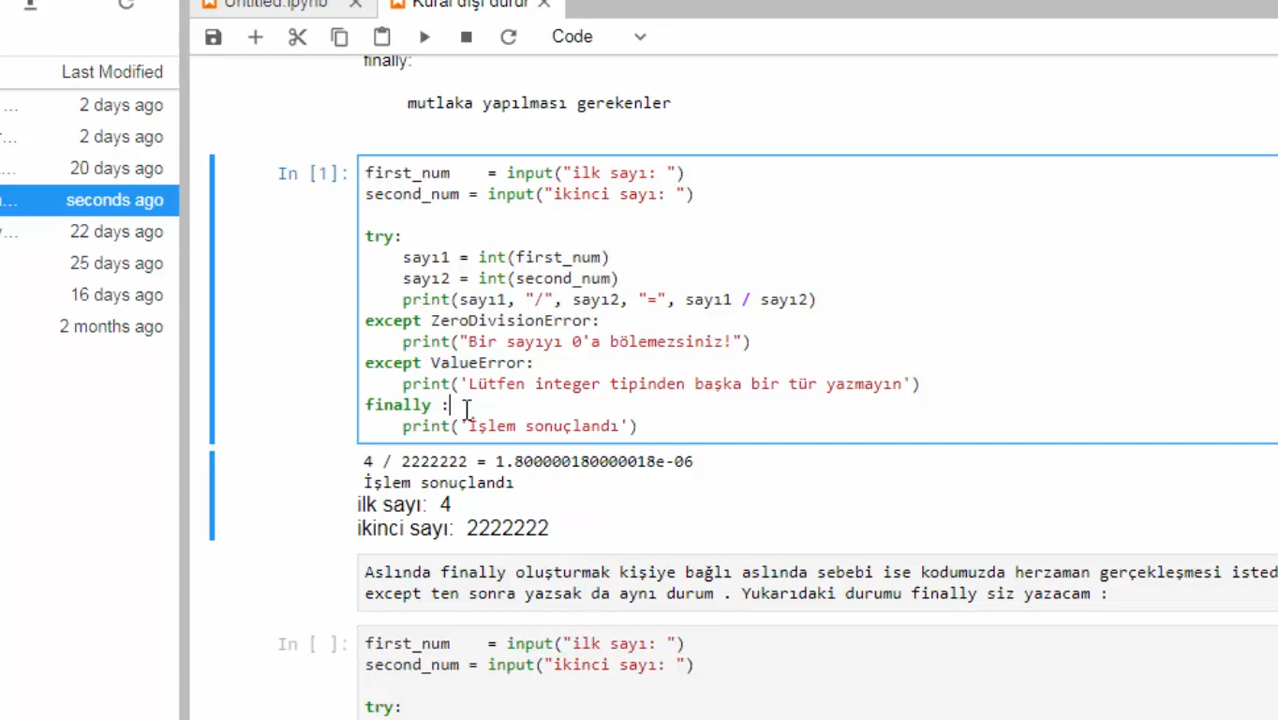 Untitled.ipynb
Kural dışı durur
Code
Last Modified
... 2 days ago
r... 2 days ago
... 20 days ago
... seconds ago
y... 22 days ago
25 days ago
16 days ago
2 months ago
finally:
mutlaka yapılması gerekenler
In [1]:
first_num    = input("ilk sayı: ")
second_num = input("ikinci sayı: ")
try:
    sayı1 = int(first_num)
    sayı2 = int(second_num)
    print(sayı1, "/", sayı2, "=", sayı1 / sayı2)
except ZeroDivisionError:
    print("Bir sayıyı 0'a bölemezsiniz!")
except ValueError:
    print('Lütfen integer tipinden başka bir tür yazmayın')
finally :
    print('İşlem sonuçlandı')
4 / 2222222 = 1.800000180000018e-06
İşlem sonuçlandı
ilk sayı:  4
ikinci sayı:  2222222
Aslında finally oluşturmak kişiye bağlı aslında sebebi ise kodumuzda herzaman gerçekleşmesi isted
except ten sonra yazsak da aynı durum . Yukarıdaki durumu finally siz yazacam :
In [ ]:
first_num    = input("ilk sayı: ")
second_num = input("ikinci sayı: ")
try: